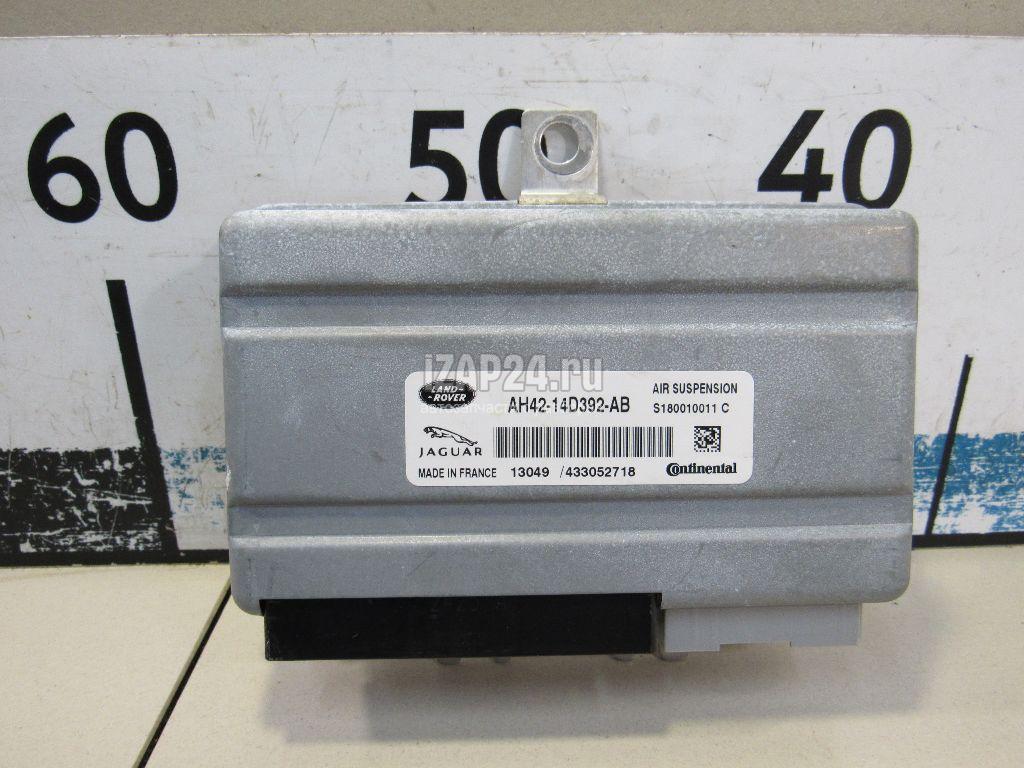 60 50 40
iZAP24.ru
LAND-
ROVER
AIR SUSPENSION
AH42-14D392-AB
S180010011 C
JAGUAR
MADE IN FRANCE 13049 /433052718 Continental